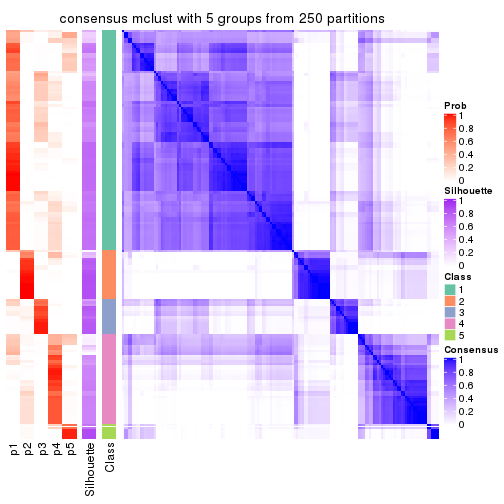 consensus mclust with 5 groups from 250 partitions
Prob
1
0.8
0.6
0.4
0.2
0
Silhouette
1
0.8
0.6
0.4
0.2
0
Class
1
2
3
4
5
Consensus
1
0.8
0.6
0.4
0.2
0
p1
p2
p3
p4
p5
Silhouette
Class